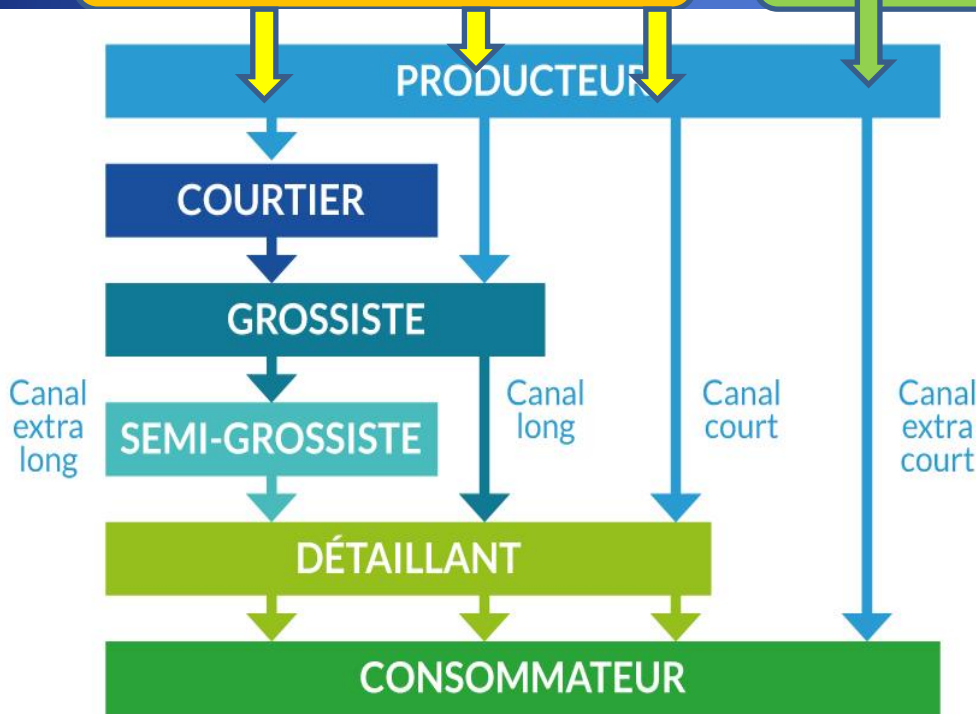 PRODUCTEUR
COURTIER
GROSSISTE
Canal
extra
long
SEMI-GROSSISTE
Canal
long
Canal
court
Canal
extra
court
DÉTAILLANT
CONSOMMATEUR